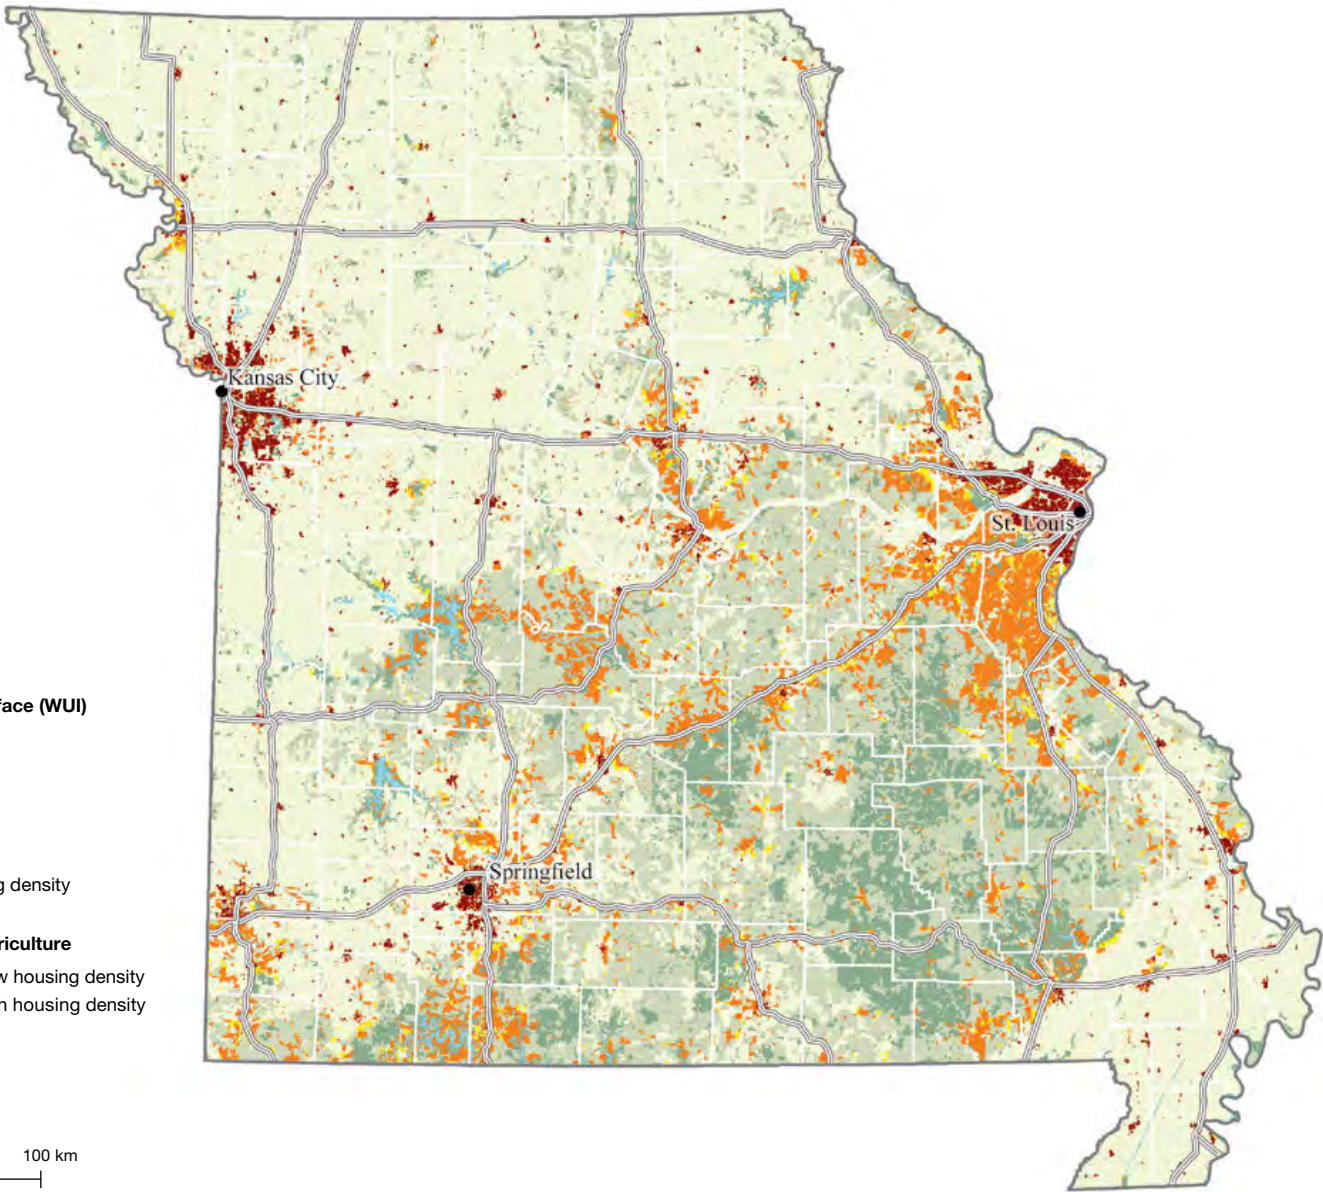 Kansas City
St. Louis
face (WUI)
Springfield
g density
riculture
w housing density
h housing density
100 km